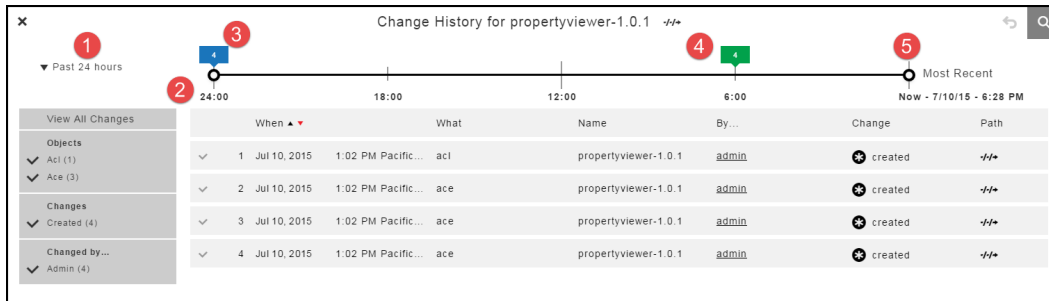 Change History for propertyviewer-1.0.1
1
▼ Past 24 hours
3
4
4
4
5
Most Recent
2
24:00 18:00 12:00 6:00 Now - 7/10/15 - 6:28 PM
View All Changes
Objects
Acl (1)
Ace (3)
Changes
Created (4)
Changed by...
Admin (4)
When ▲ ▼ What Name By... Change Path
1 Jul 10, 2015 1:02 PM Pacific... acl propertyviewer-1.0.1 admin created -/-/+
2 Jul 10, 2015 1:02 PM Pacific... ace propertyviewer-1.0.1 admin created -/-/+
3 Jul 10, 2015 1:02 PM Pacific... ace propertyviewer-1.0.1 admin created -/-/+
4 Jul 10, 2015 1:02 PM Pacific... ace propertyviewer-1.0.1 admin created -/-/+